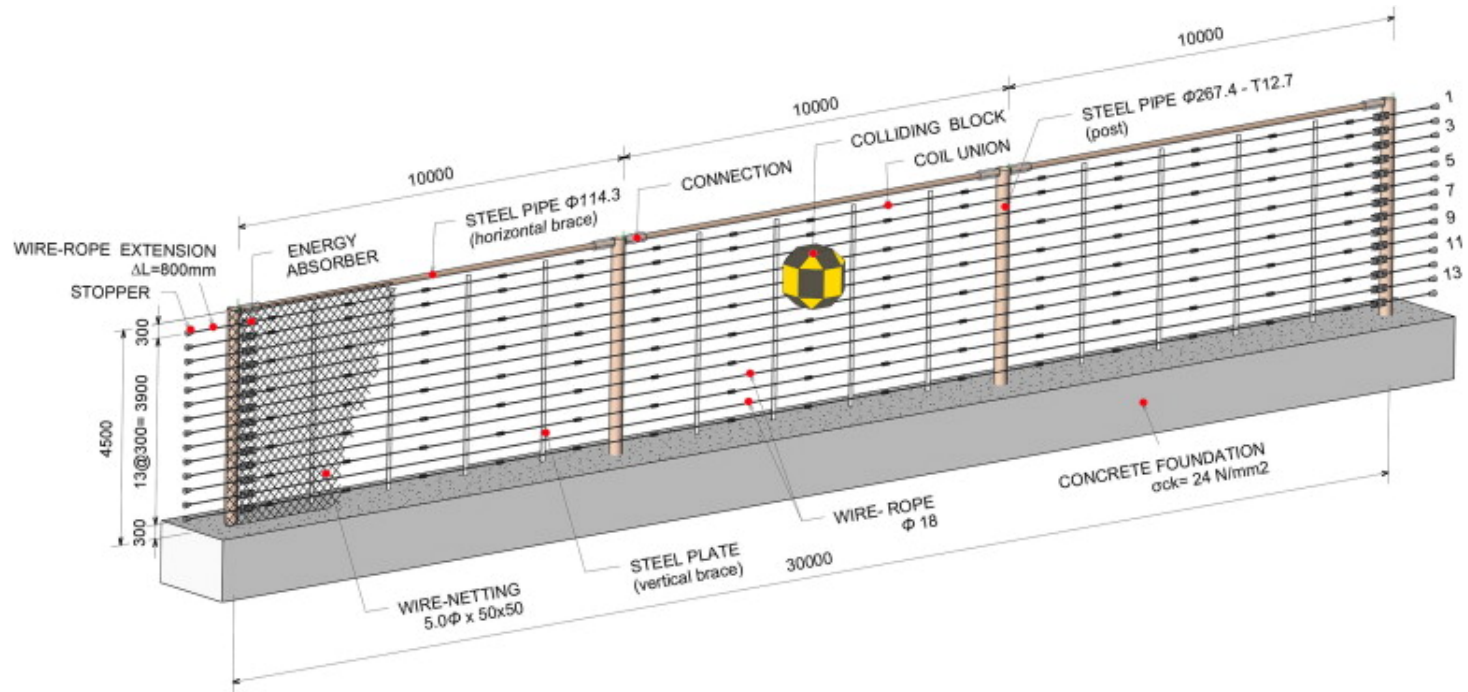 10000
10000
10000
STEEL PIPE Φ267.4 - T12.7
(post)
COLLIDING BLOCK
COIL UNION
CONNECTION
STEEL PIPE Φ114.3
(horizontal brace)
ENERGY
ABSORBER
WIRE-ROPE EXTENSION
ΔL=800mm
STOPPER
1
3
5
7
9
11
13
300
13@300= 3900
4500
300
CONCRETE FOUNDATION
σck= 24 N/mm2
WIRE- ROPE
Φ 18
STEEL PLATE
(vertical brace)
30000
WIRE-NETTING
5.0Φ x 50x50